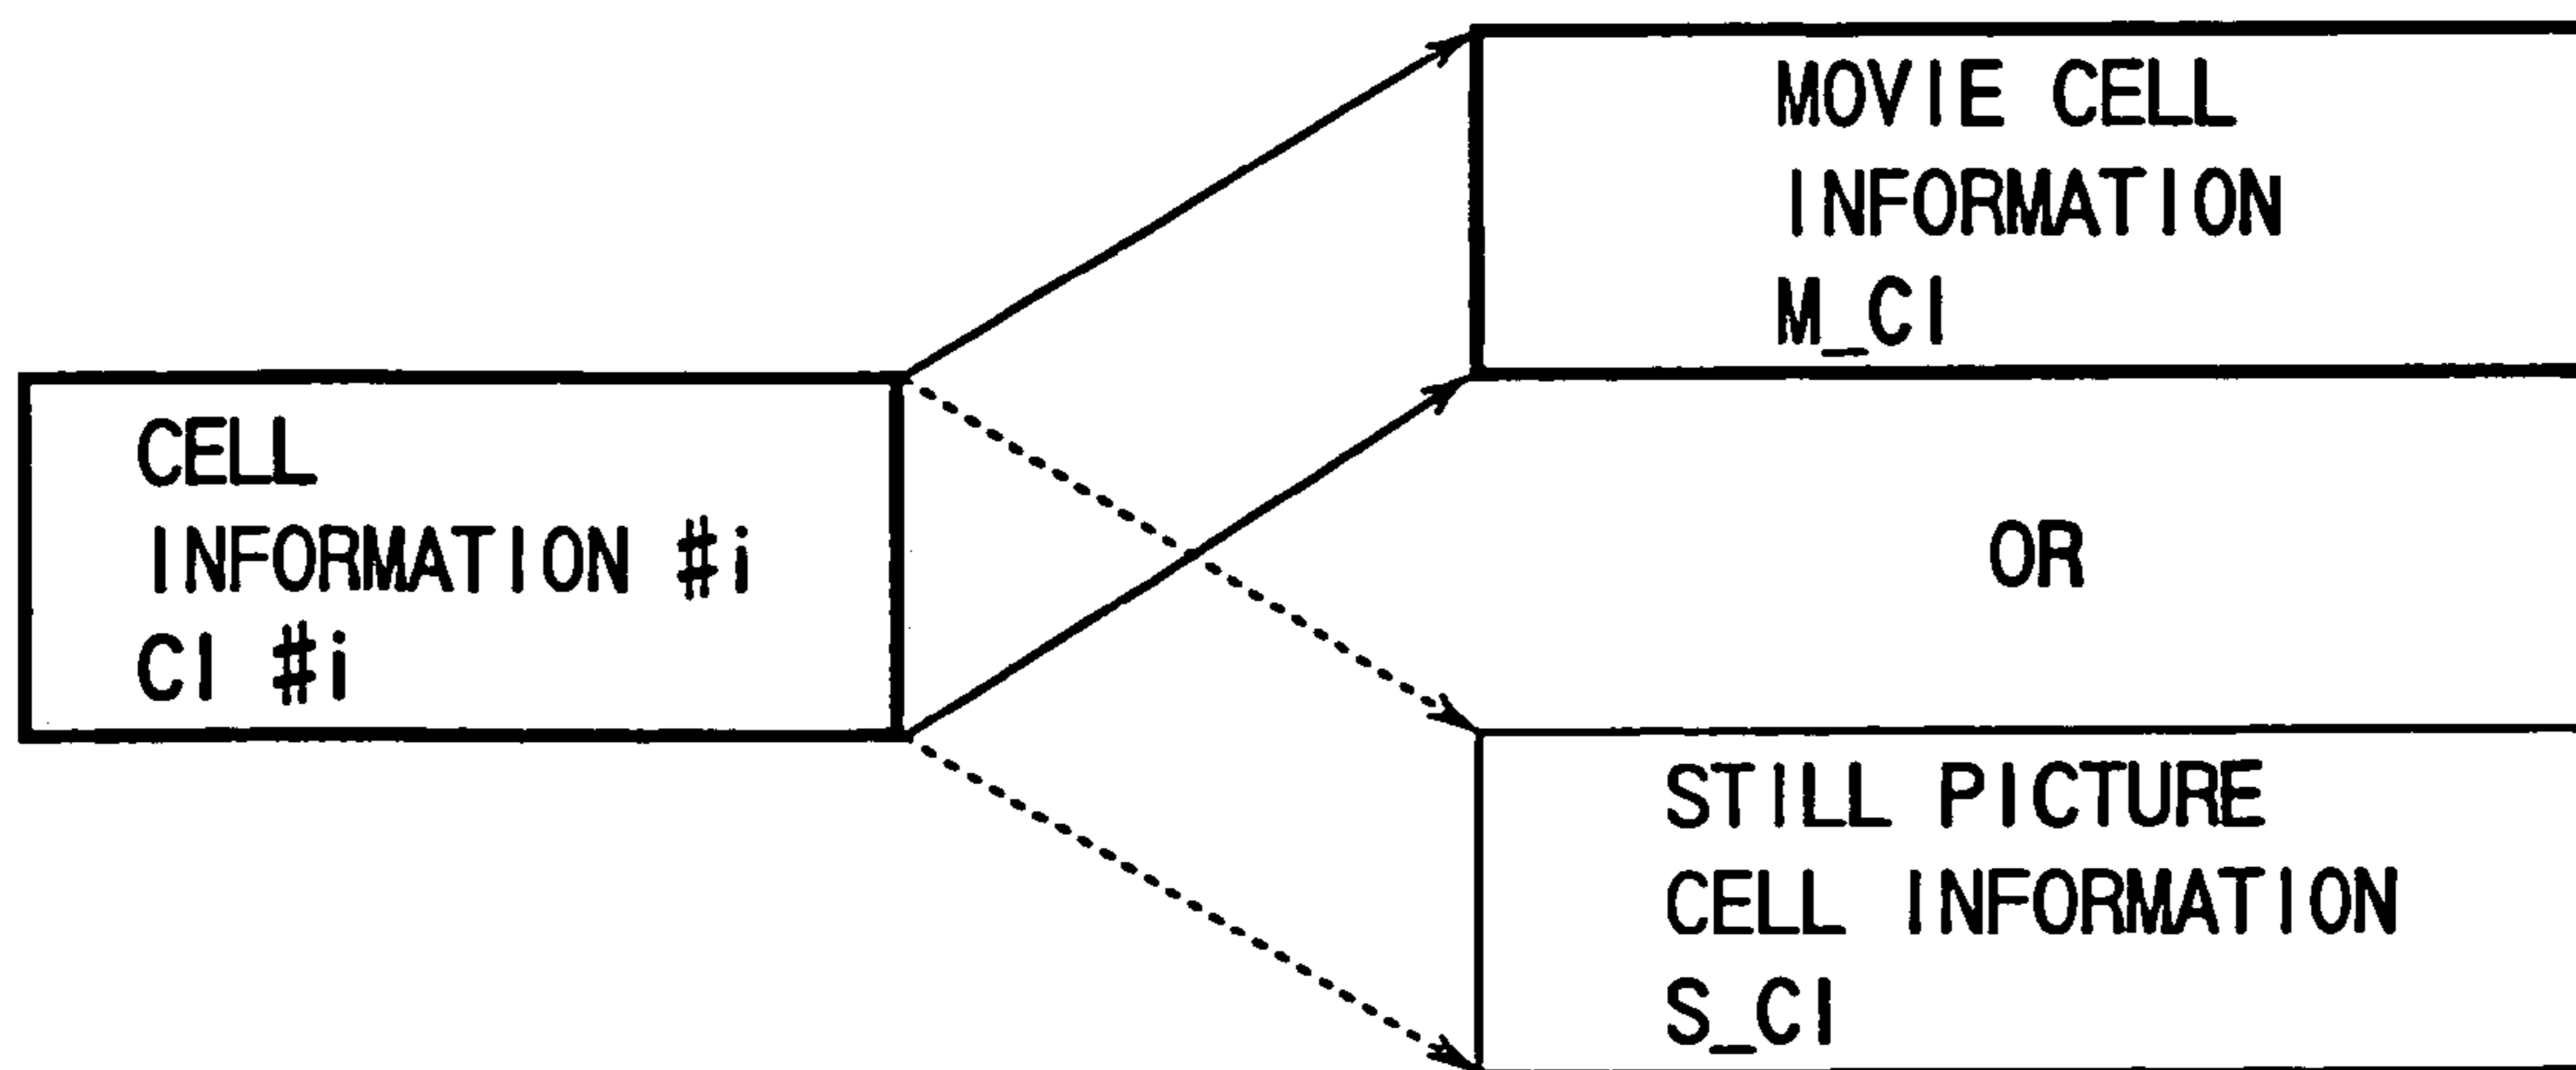 CELL
INFORMATION #i
CI #i
MOVIE CELL
INFORMATION
M_CI
OR
STILL PICTURE
CELL INFORMATION
S_CI